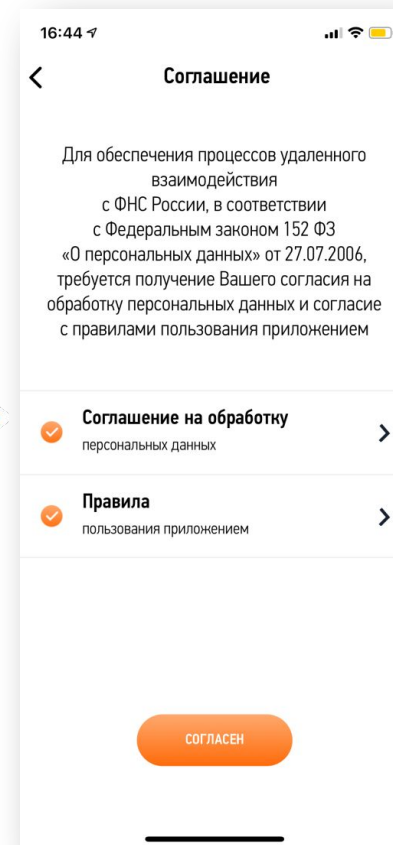 16:44
Соглашение
Для обеспечения процессов удаленного
взаимодействия
с ФНС России, в соответствии
с Федеральным законом 152 ФЗ
«О персональных данных» от 27.07.2006,
требуется получение Вашего согласия на
обработку персональных данных и согласие
с правилами пользования приложением
Соглашение на обработку
персональных данных
Правила
пользования приложением
СОГЛАСЕН